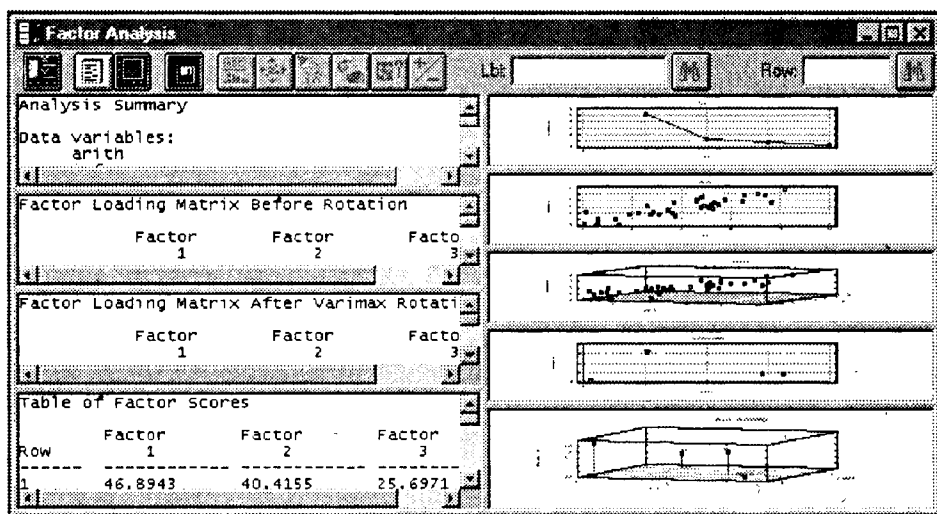 Factor Analysis
Lbl: Row:
Analysis Summary
Data variables:
arith
Factor Loading Matrix Before Rotation
Factor Factor Facto
1 2 3
Factor Loading Matrix After Varimax Rotati
Factor Factor Facto
1 2 3
Table of Factor Scores
Factor Factor Factor
Row 1 2 3
------ ------------ ------------ ---------
1 46.8943 40.4155 25.6971